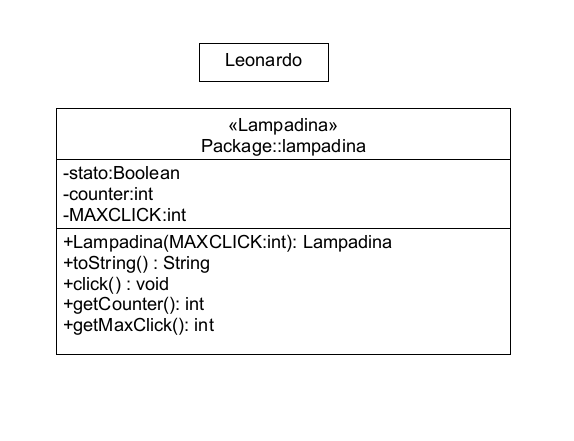 Leonardo
«Lampadina»
Package::lampadina
-stato:Boolean
-counter:int
-MAXCLICK:int
+Lampadina(MAXCLICK:int): Lampadina
+toString() : String
+click() : void
+getCounter(): int
+getMaxClick(): int